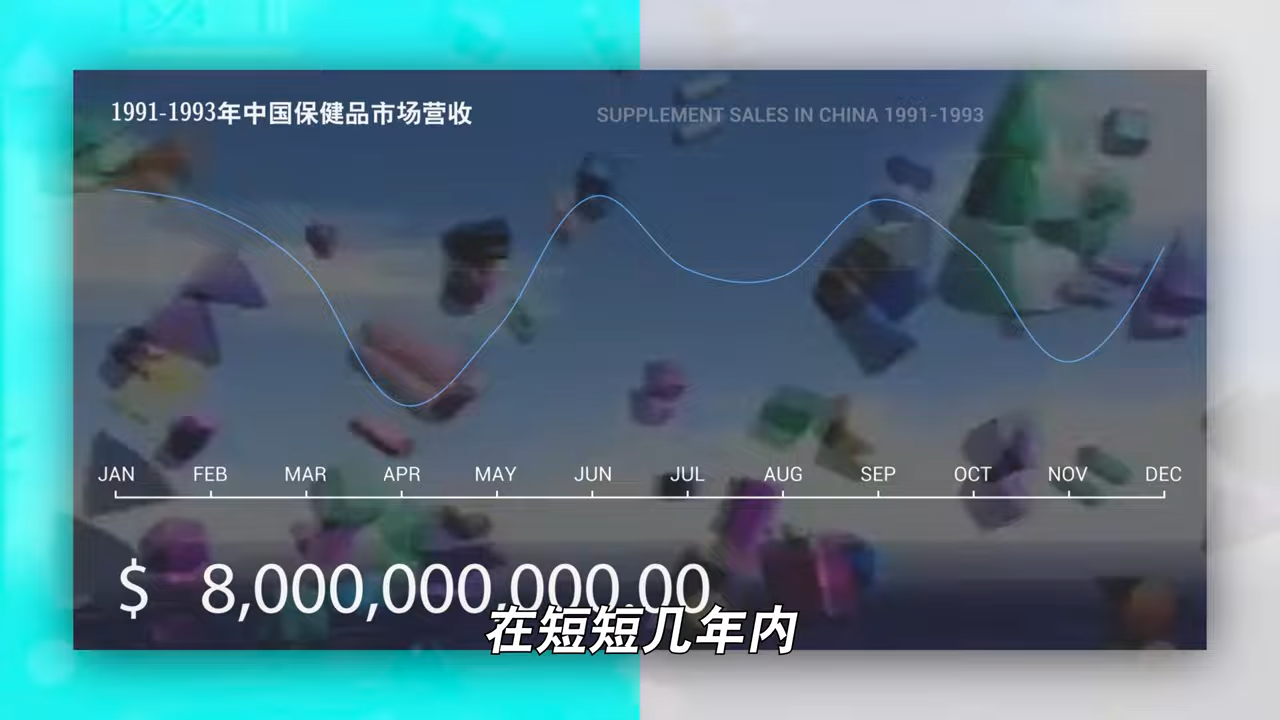 1991-1993年中国保健品市场营收
SUPPLEMENT SALES IN CHINA 1991-1993
JAN FEB MAR APR MAY JUN JUL AUG SEP OCT NOV DEC
$ 8,000,000,000.00
在短短几年内